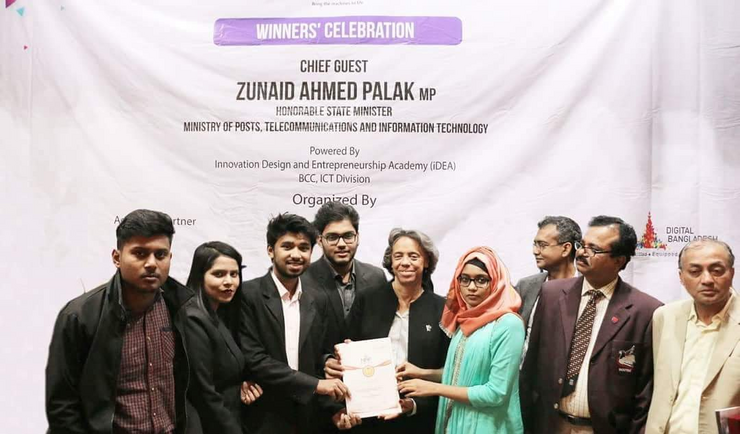 WINNERS' CELEBRATION
CHIEF GUEST
ZUNAID AHMED PALAK MP
HONORABLE STATE MINISTER
MINISTRY OF POSTS, TELECOMMUNICATIONS AND INFORMATION TECHNOLOGY
Powered By
Innovation Design and Entrepreneurship Academy (iDEA)
BCC, ICT Division
Organized By
DIGITAL
BANGLADESH